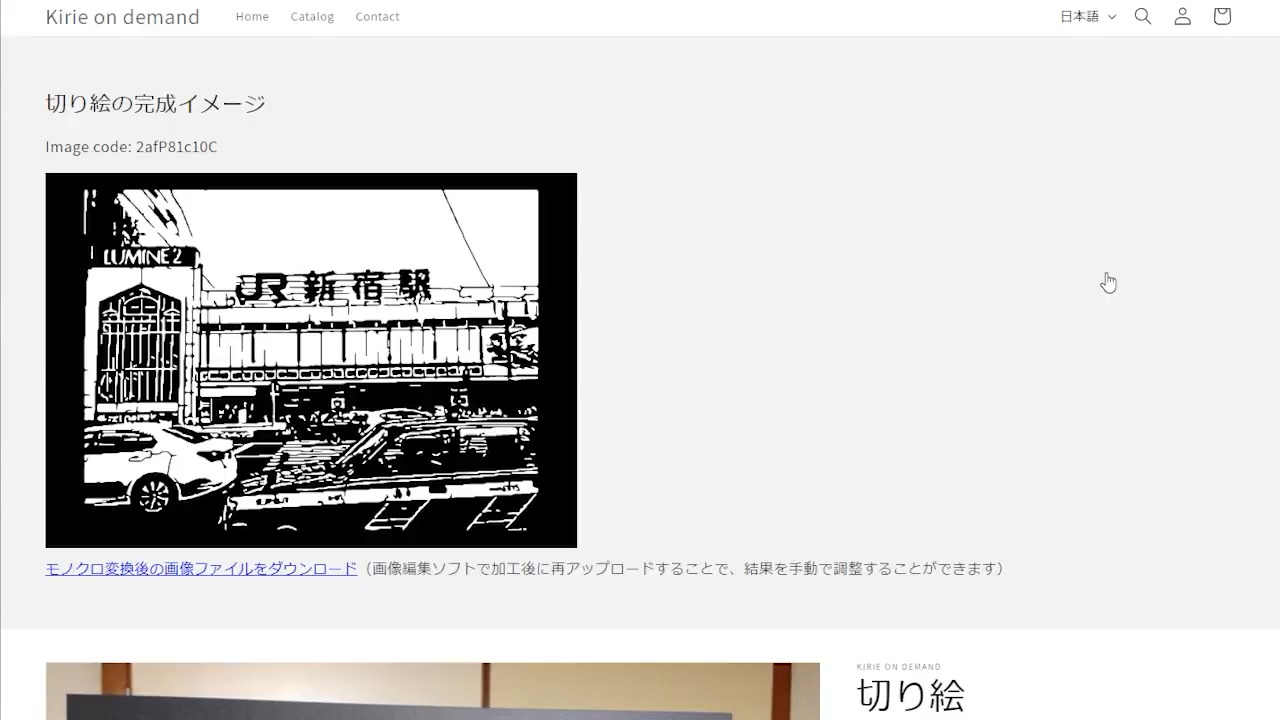 Kirie on demand
Home Catalog Contact
日本語
切り絵の完成イメージ
Image code: 2afP81c10C
LUMINE 2
JR 新宿駅
モノクロ変換後の画像ファイルをダウンロード（画像編集ソフトで加工後に再アップロードすることで、結果を手動で調整することができます）
KIRIE ON DEMAND
切り絵